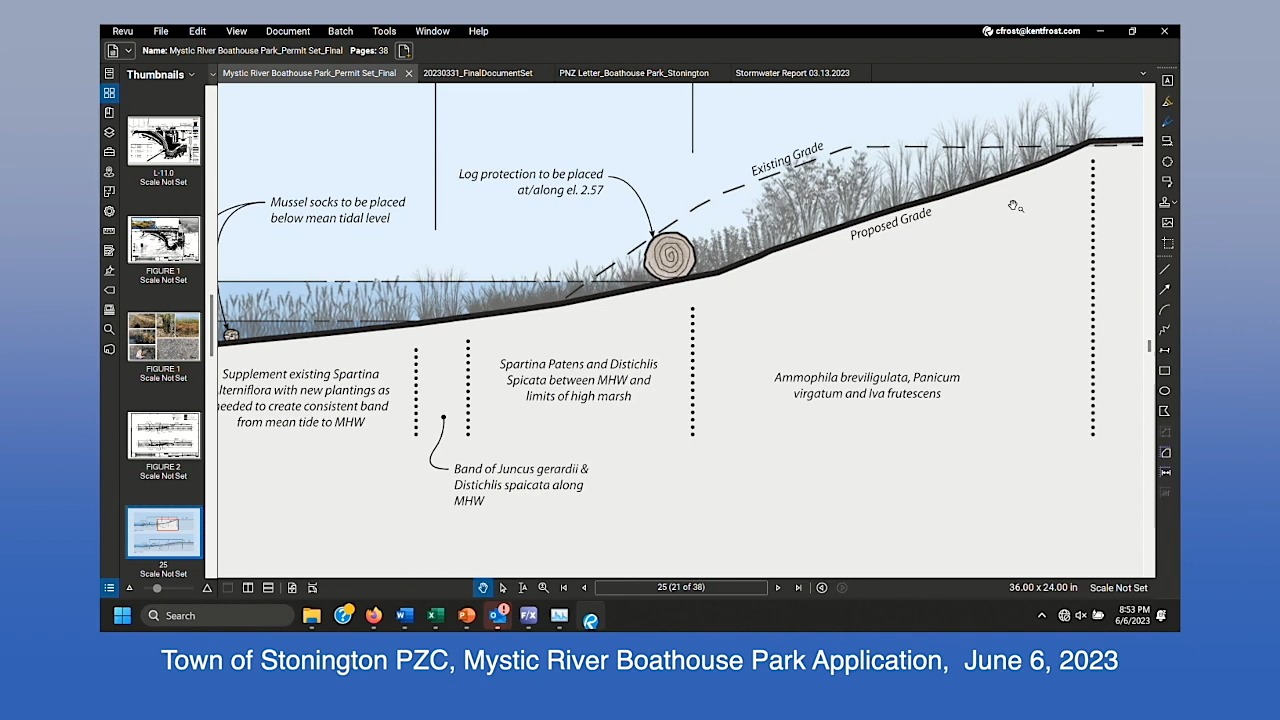 Revu File Edit View Document Batch Tools Window Help cfrost@kentfrost.com
Name: Mystic River Boathouse Park_Permit Set_Final Pages: 38
Thumbnails Mystic River Boathouse Park_Permit Set_Final 20230331_FinalDocumentSet PNZ Letter_Boathouse Park_Stonington Stormwater Report 03.13.2023
L-11.0
Scale Not Set
FIGURE 1
Scale Not Set
FIGURE 1
Scale Not Set
FIGURE 2
Scale Not Set
25
Scale Not Set
Existing Grade
Log protection to be placed
at/along el. 2.57
Mussel socks to be placed
below mean tidal level
Proposed Grade
Supplement existing Spartina
lterniflora with new plantings as
needed to create consistent band
from mean tide to MHW
Spartina Patens and Distichlis
Spicata between MHW and
limits of high marsh
Ammophila breviligulata, Panicum
virgatum and Iva frutescens
Band of Juncus gerardii &
Distichlis spaicata along
MHW
25 (21 of 38) 36.00 x 24.00 in Scale Not Set
Search 8:53 PM
6/6/2023
Town of Stonington PZC, Mystic River Boathouse Park Application, June 6, 2023